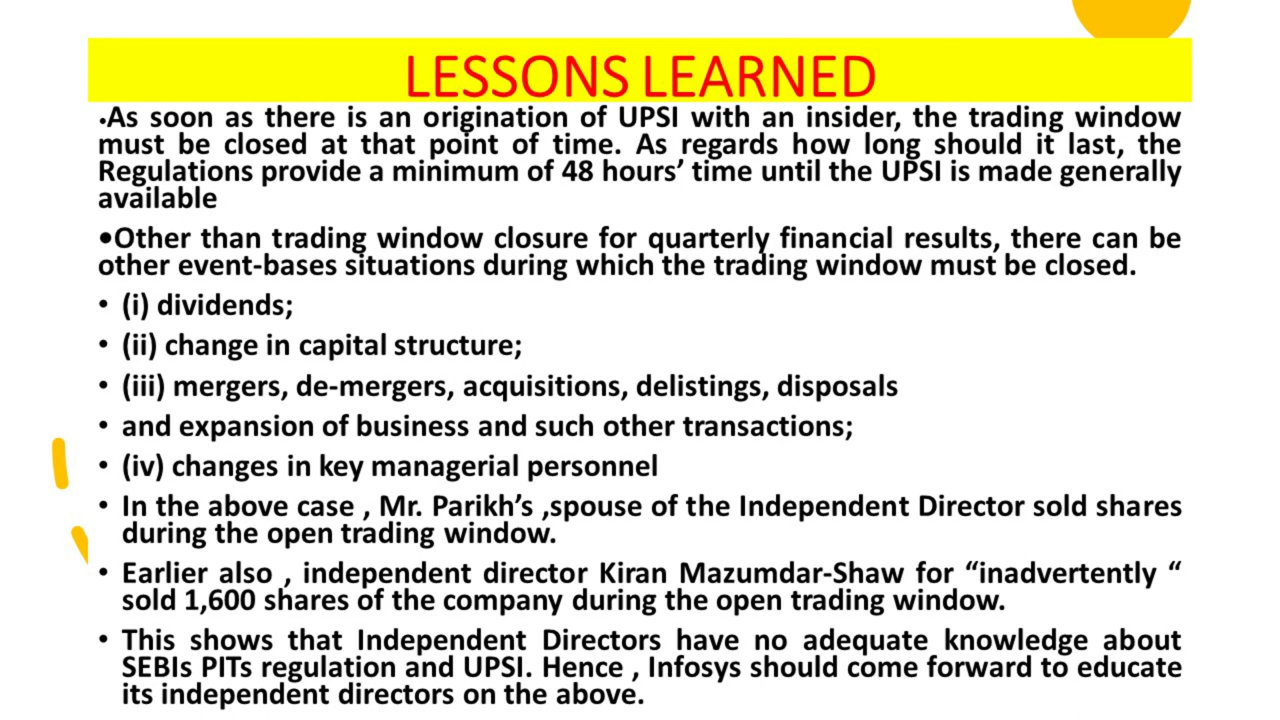 LESSONS LEARNED
•As soon as there is an origination of UPSI with an insider, the trading window
must be closed at that point of time. As regards how long should it last, the
Regulations provide a minimum of 48 hours’ time until the UPSI is made generally
available
•Other than trading window closure for quarterly financial results, there can be
other event-bases situations during which the trading window must be closed.
• (i) dividends;
• (ii) change in capital structure;
• (iii) mergers, de-mergers, acquisitions, delistings, disposals
• and expansion of business and such other transactions;
• (iv) changes in key managerial personnel
• In the above case , Mr. Parikh’s ,spouse of the Independent Director sold shares
during the open trading window.
• Earlier also , independent director Kiran Mazumdar-Shaw for “inadvertently “
sold 1,600 shares of the company during the open trading window.
• This shows that Independent Directors have no adequate knowledge about
SEBIs PITs regulation and UPSI. Hence , Infosys should come forward to educate
its independent directors on the above.